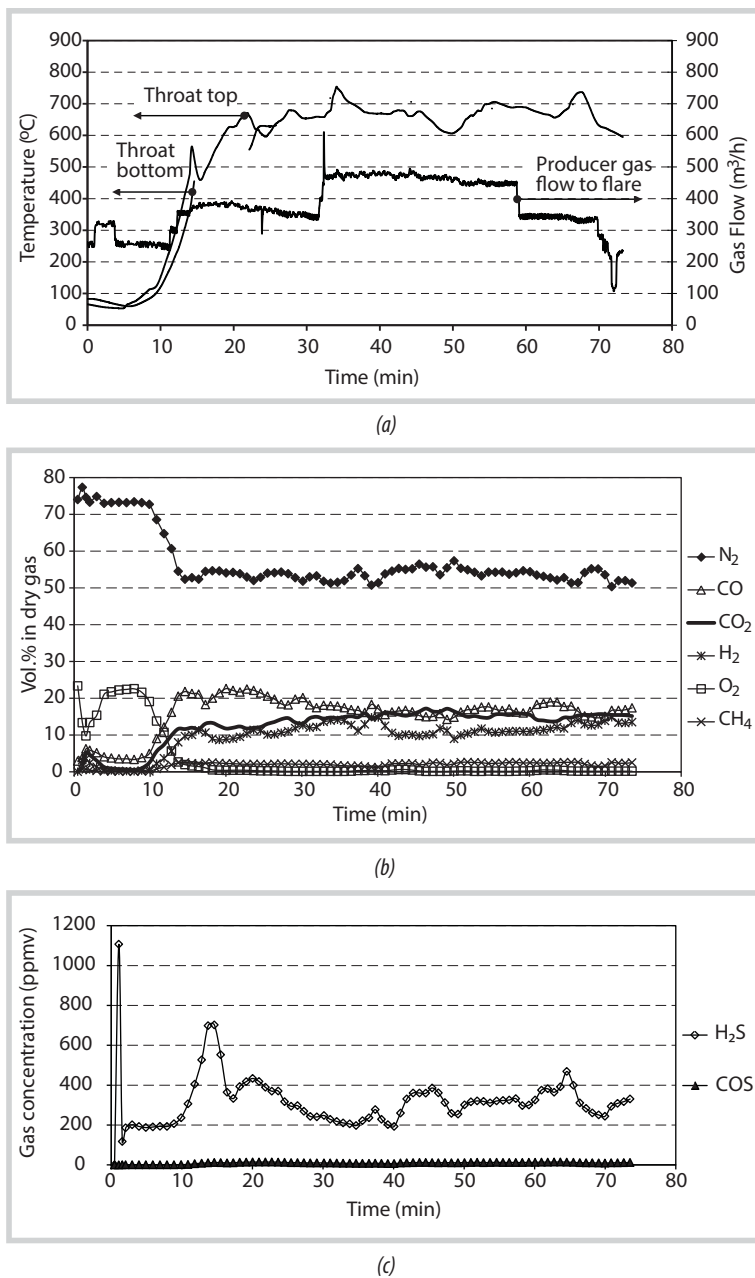 900
800
700
600
500
400
300
200
100
0
Temperature (ºC)
Throat top
Throat
bottom
Producer gas
flow to flare
900
800
700
600
500
400
300
200
100
0
Gas Flow (m³/h)
0 10 20 30 40 50 60 70 80
Time (min)
(a)
80
70
60
50
40
30
20
10
0
Vol.% in dry gas
0 10 20 30 40 50 60 70 80
Time (min)
N₂
CO
CO₂
H₂
O₂
CH₄
(b)
1200
1000
800
600
400
200
0
Gas concentration (ppmv)
0 10 20 30 40 50 60 70 80
Time (min)
H₂S
COS
(c)